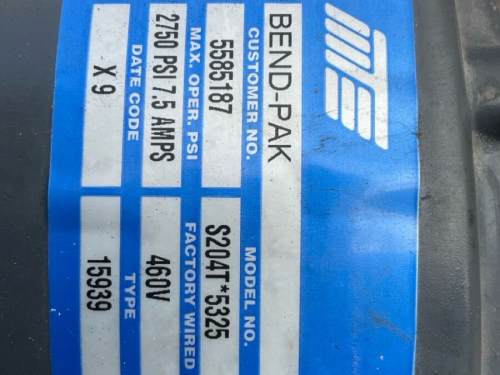 BEND-PAK
CUSTOMER NO. MODEL NO.
5585187 S204T*5325
MAX. OPER. PSI FACTORY WIRED
2750 PSI 7.5 AMPS 460V
DATE CODE TYPE
X 9 15939